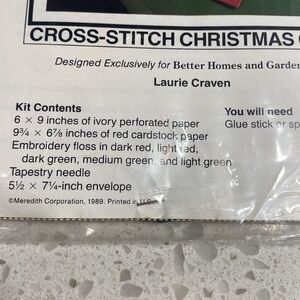 CROSS-STITCH CHRISTMAS
Designed Exclusively for Better Homes and Garden
Laurie Craven
Kit Contents
6 × 9 inches of ivory perforated paper
9¾ × 6⅞ inches of red cardstock paper
Embroidery floss in dark red, light red,
dark green, medium green, and light green
Tapestry needle
5½ × 7¼-inch envelope
©Meredith Corporation, 1989. Printed in U.S.A.
You will need
Glue stick or sp